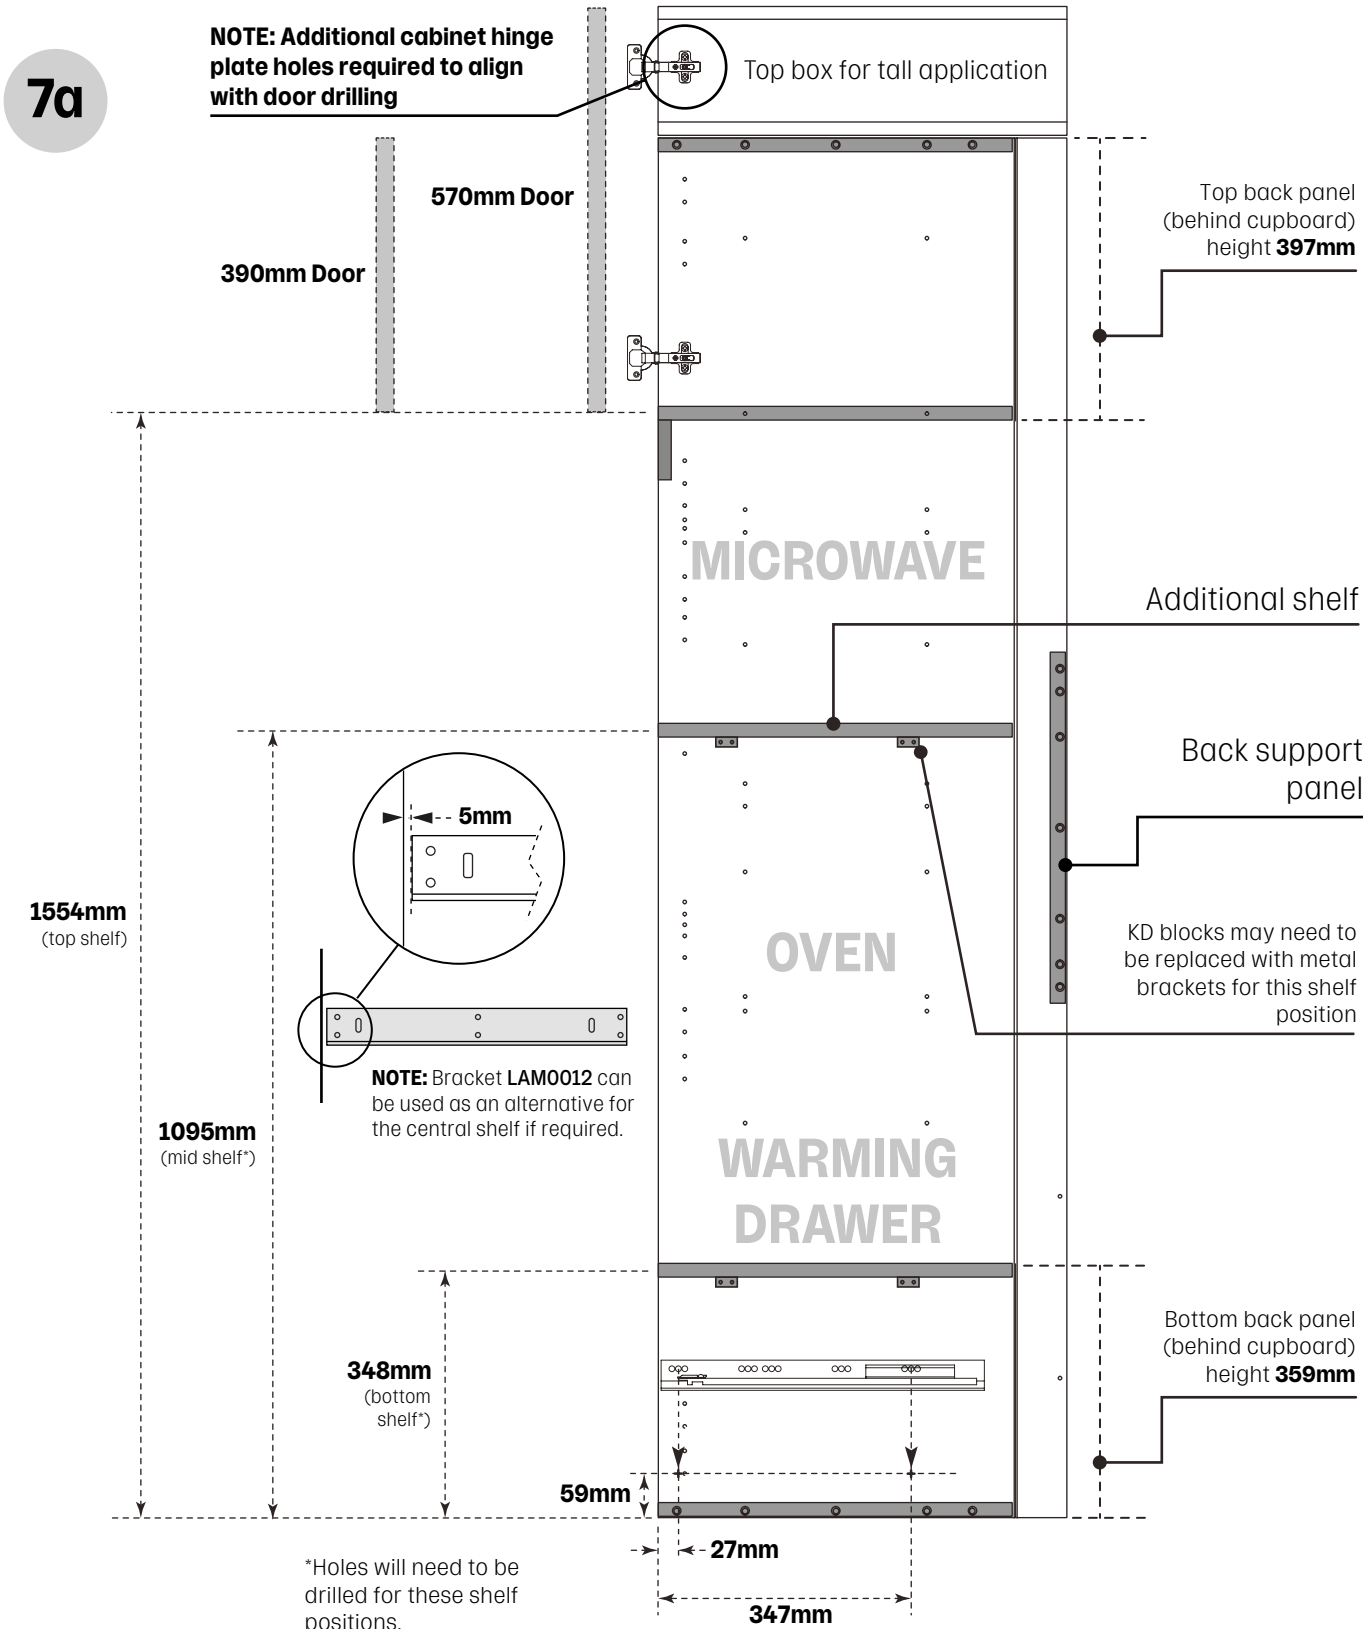 7a
NOTE: Additional cabinet hinge
plate holes required to align
with door drilling
Top box for tall application
570mm Door
390mm Door
Top back panel
(behind cupboard)
height 397mm
MICROWAVE
Additional shelf
Back support
panel
5mm
1554mm
(top shelf)
OVEN
KD blocks may need to
be replaced with metal
brackets for this shelf
position
NOTE: Bracket LAM0012 can
be used as an alternative for
the central shelf if required.
1095mm
(mid shelf*)
WARMING
DRAWER
348mm
(bottom
shelf*)
Bottom back panel
(behind cupboard)
height 359mm
59mm
27mm
347mm
*Holes will need to be
drilled for these shelf
positions.